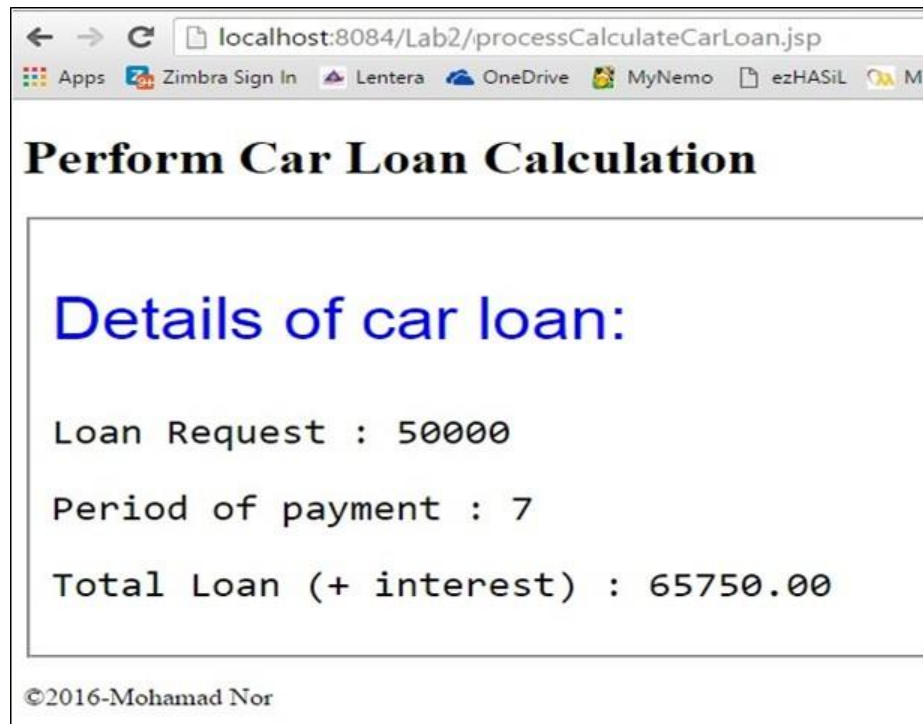 localhost:8084/Lab2/processCalculateCarLoan.jsp
Apps Zimbra Sign In Lentera OneDrive MyNemo ezHASiL M
Perform Car Loan Calculation
Details of car loan:
Loan Request : 50000
Period of payment : 7
Total Loan (+ interest) : 65750.00
©2016-Mohamad Nor